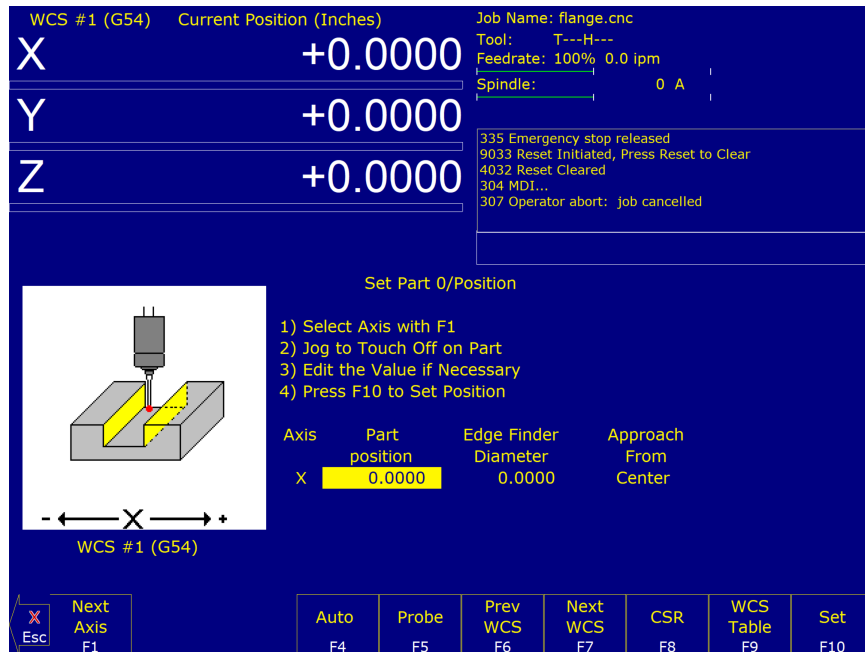 WCS #1 (G54) Current Position (Inches)
X +0.0000
Y +0.0000
Z +0.0000
Job Name: flange.cnc
Tool: T---H---
Feedrate: 100% 0.0 ipm
Spindle: 0 A
335 Emergency stop released
9033 Reset Initiated, Press Reset to Clear
4032 Reset Cleared
304 MDI...
307 Operator abort: job cancelled
Set Part 0/Position
1) Select Axis with F1
2) Jog to Touch Off on Part
3) Edit the Value if Necessary
4) Press F10 to Set Position
Axis Part Edge Finder Approach
position Diameter From
X 0.0000 0.0000 Center
- X +
WCS #1 (G54)
X Esc
Next Axis F1
Auto F4
Probe F5
Prev WCS F6
Next WCS F7
CSR F8
WCS Table F9
Set F10